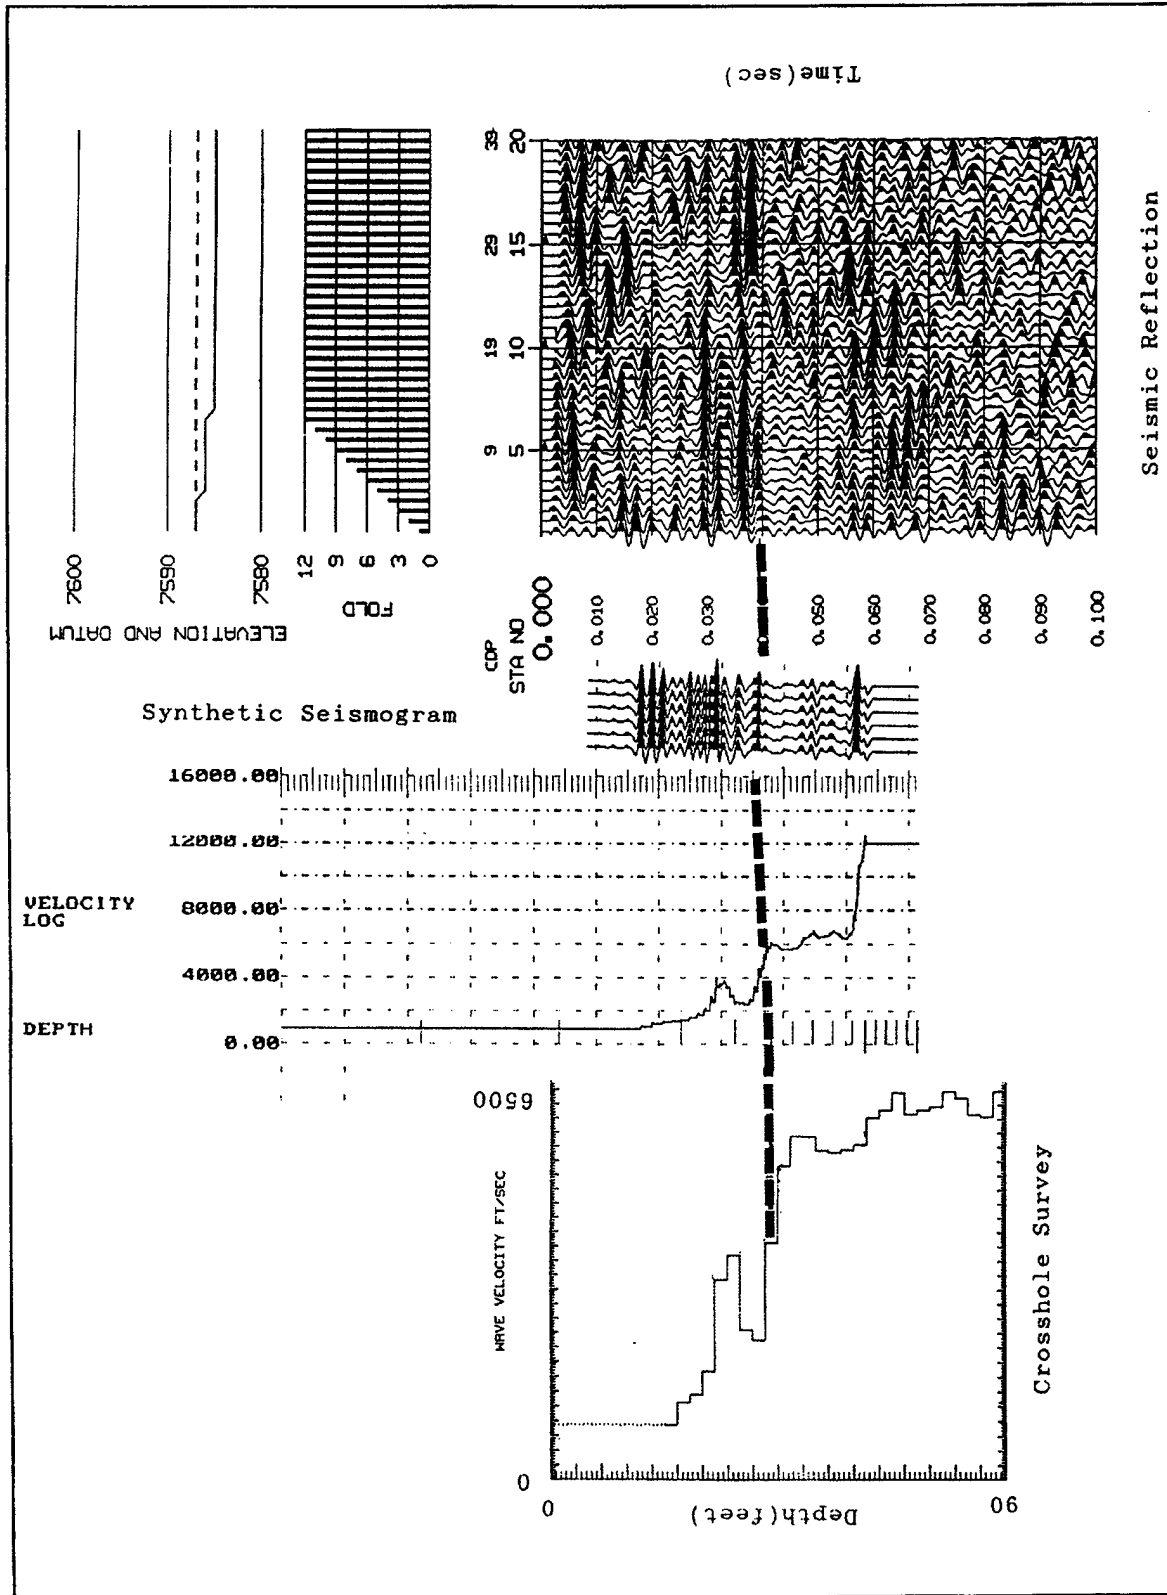 Time(sec)
7600
7590
7580
ELEVATION AND DATUM
12
9
6
3
0
FOLD
CDP
STA NO
9 19 29 39
5 10 15 20
0.000
0.010
0.020
0.030
0.050
0.060
0.070
0.080
0.090
0.100
Seismic Reflection
Synthetic Seismogram
16000.00
12000.00
8000.00
4000.00
0.00
VELOCITY
LOG
DEPTH
6500
0
WAVE VELOCITY FT/SEC
0
90
Depth(feet)
Crosshole Survey